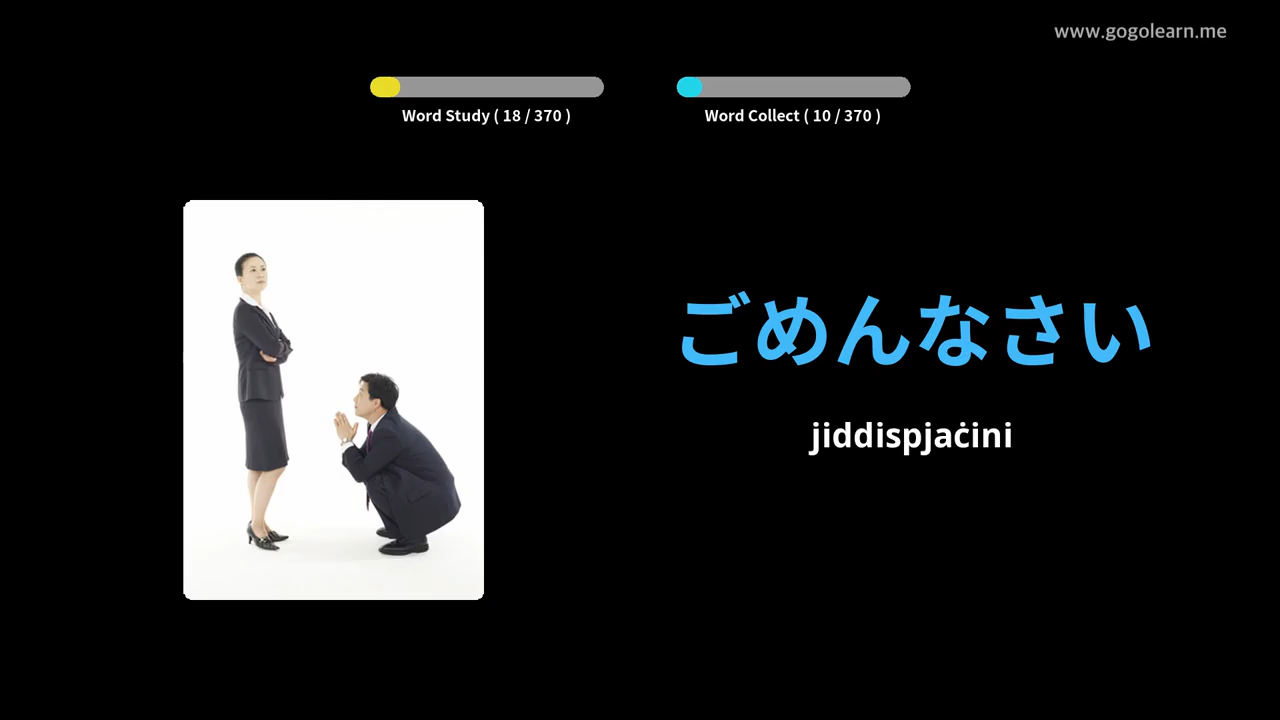 www.gogolearn.me
Word Study ( 18 / 370 )
Word Collect ( 10 / 370 )
ごめんなさい
jiddispjaċini